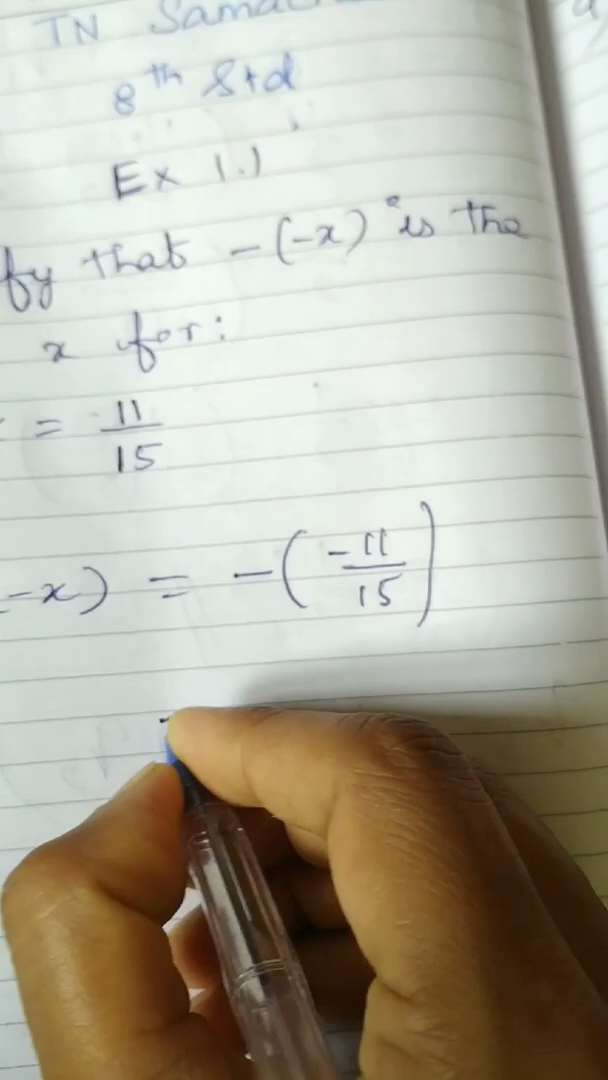 TN
8th Std
Ex 1.1
fy that -(-x) is the
x for:
= 11/15
-x) = -(-11/15)